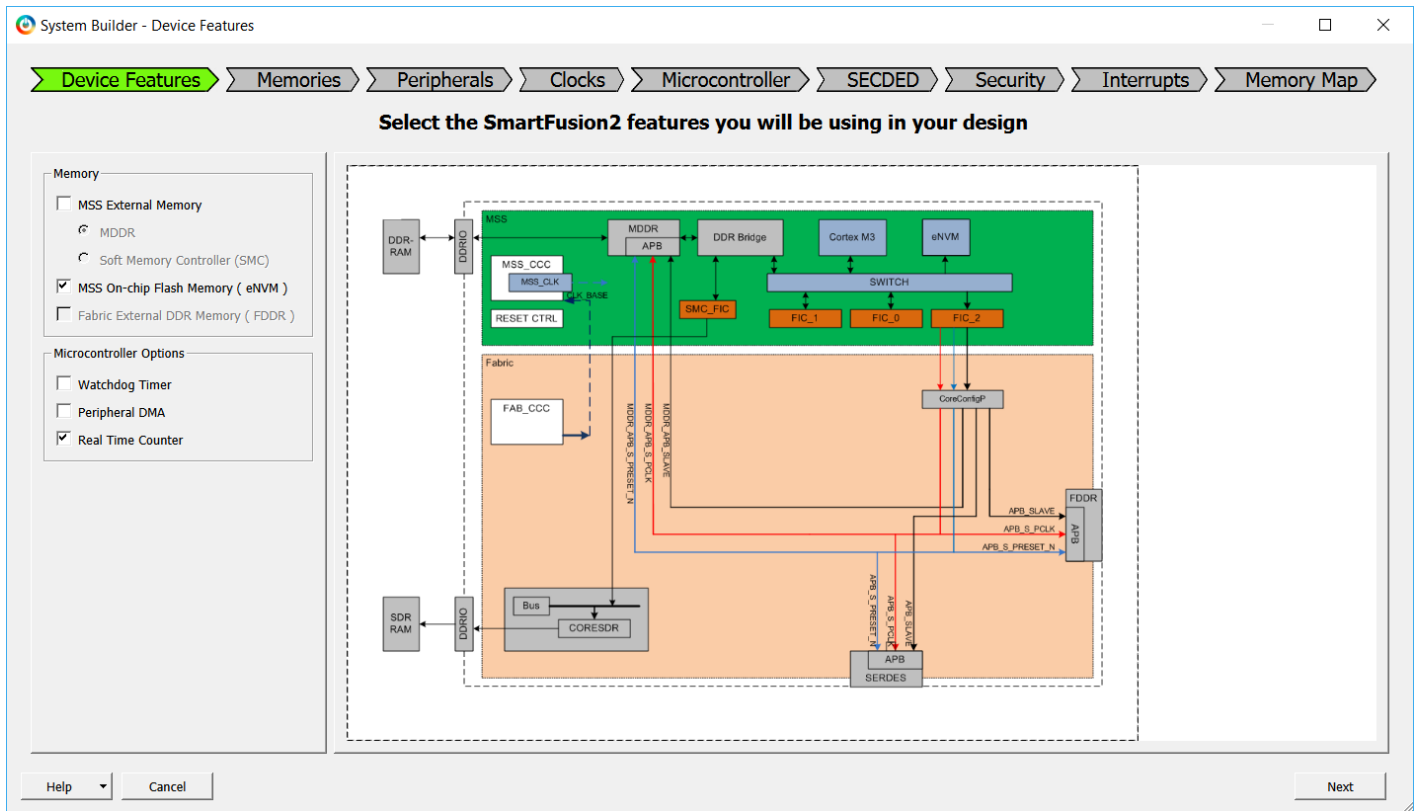 System Builder - Device Features
Device Features
Memories
Peripherals
Clocks
Microcontroller
SECDED
Security
Interrupts
Memory Map
Select the SmartFusion2 features you will be using in your design
Memory
MSS External Memory
MDDR
Soft Memory Controller (SMC)
MSS On-chip Flash Memory ( eNVM )
Fabric External DDR Memory ( FDDR )
Microcontroller Options
Watchdog Timer
Peripheral DMA
Real Time Counter
DDR-
RAM
DDRIO
MSS
MDDR
APB
DDR Bridge
Cortex M3
eNVM
MSS_CCC
MSS_CLK
CLK_BASE
RESET CTRL
SWITCH
SMC_FIC
FIC_1
FIC_0
FIC_2
Fabric
FAB_CCC
MDDR_APB_S_PRESET_N
MDDR_APB_S_PCLK
MDDR_APB_SLAVE
CoreConfigP
FDDR
APB
APB_SLAVE
APB_S_PCLK
APB_S_PRESET_N
SDR
RAM
DDRIO
Bus
CORESDR
APB_S_PRESET_N
APB_S_PCLK
APB_SLAVE
APB
SERDES
Help
Cancel
Next